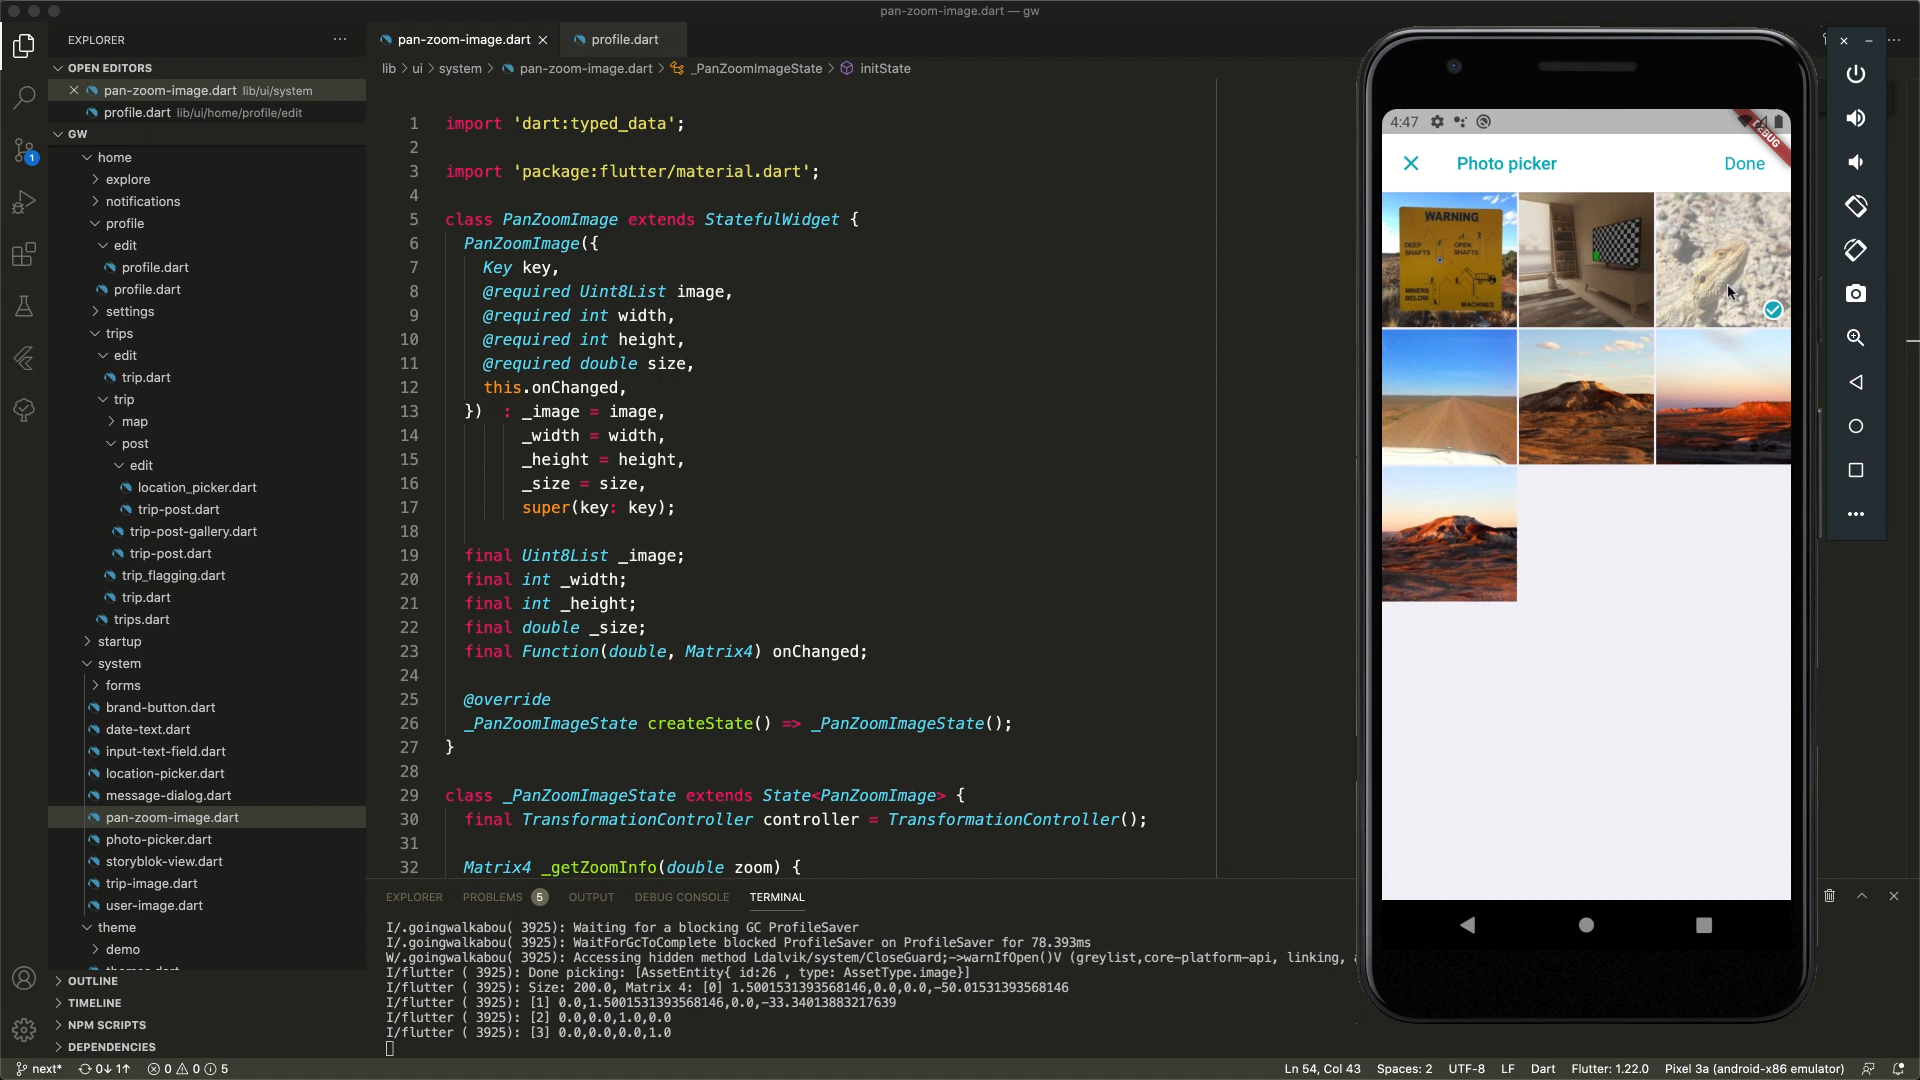 pan-zoom-image.dart — gw
EXPLORER
OPEN EDITORS
pan-zoom-image.dart lib/ui/system
profile.dart lib/ui/home/profile/edit
GW
home
explore
notifications
profile
edit
profile.dart
profile.dart
settings
trips
edit
trip.dart
trip
map
post
edit
location_picker.dart
trip-post.dart
trip-post-gallery.dart
trip-post.dart
trip_flagging.dart
trip.dart
trips.dart
startup
system
forms
brand-button.dart
date-text.dart
input-text-field.dart
location-picker.dart
message-dialog.dart
pan-zoom-image.dart
photo-picker.dart
storyblok-view.dart
trip-image.dart
user-image.dart
theme
demo
OUTLINE
TIMELINE
NPM SCRIPTS
DEPENDENCIES
1
pan-zoom-image.dart
profile.dart
lib > ui > system > pan-zoom-image.dart > _PanZoomImageState > initState
1 import 'dart:typed_data';
2
3 import 'package:flutter/material.dart';
4
5 class PanZoomImage extends StatefulWidget {
6 PanZoomImage({
7 Key key,
8 @required Uint8List image,
9 @required int width,
10 @required int height,
11 @required double size,
12 this.onChanged,
13 }) : _image = image,
14 _width = width,
15 _height = height,
16 _size = size,
17 super(key: key);
18
19 final Uint8List _image;
20 final int _width;
21 final int _height;
22 final double _size;
23 final Function(double, Matrix4) onChanged;
24
25 @override
26 _PanZoomImageState createState() => _PanZoomImageState();
27 }
28
29 class _PanZoomImageState extends State<PanZoomImage> {
30 final TransformationController controller = TransformationController();
31
32 Matrix4 _getZoomInfo(double zoom) {
EXPLORER PROBLEMS 5 OUTPUT DEBUG CONSOLE TERMINAL
I/.goingwalkabou( 3925): Waiting for a blocking GC ProfileSaver
I/.goingwalkabou( 3925): WaitForGcToComplete blocked ProfileSaver on ProfileSaver for 78.393ms
W/.goingwalkabou( 3925): Accessing hidden method Ldalvik/system/CloseGuard;->warnIfOpen()V (greylist,core-platform-api, linking,
I/flutter ( 3925): Done picking: [AssetEntity{ id:26 , type: AssetType.image}]
I/flutter ( 3925): Size: 200.0, Matrix 4: [0] 1.5001531393568146,0.0,0.0,-50.01531393568146
I/flutter ( 3925): [1] 0.0,1.5001531393568146,0.0,-33.34013883217639
I/flutter ( 3925): [2] 0.0,0.0,1.0,0.0
I/flutter ( 3925): [3] 0.0,0.0,0.0,1.0
4:47
DEBUG
Photo picker
Done
WARNING
DEEP SHAFTS
OPEN SHAFTS
MINERS BELOW
MACHINES
next* 0↓ 1↑ 0 0 5
Ln 54, Col 43 Spaces: 2 UTF-8 LF Dart Flutter: 1.22.0 Pixel 3a (android-x86 emulator)